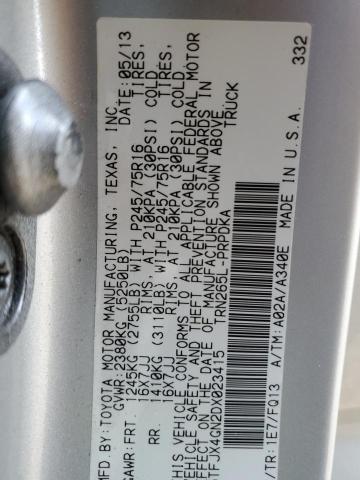 MFD. BY:TOYOTA MOTOR MANUFACTURING, TEXAS, INC.
GVWR: 2380KG (5250LB) DATE: 05/13
GAWR: FRT. 1245KG (2755LB) WITH P245/75R16 TIRES,
16X7JJ RIMS, AT 210KPA (30PSI) COLD
RR. 1410KG (3110LB) WITH P245/75R16 TIRES,
16X7JJ RIMS, AT 210KPA (30PSI) COLD
THIS VEHICLE CONFORMS TO ALL APPLICABLE FEDERAL MOTOR
VEHICLE SAFETY AND BUMPER STANDARDS IN
EFFECT ON THE DATE OF MANUFACTURE SHOWN ABOVE
TFJX4GN2DX023415 TRN265L-PRPDKA TRUCK
332
/TR: 1E7/FQ13 A/TM: A02A/A340E MADE IN U.S.A.